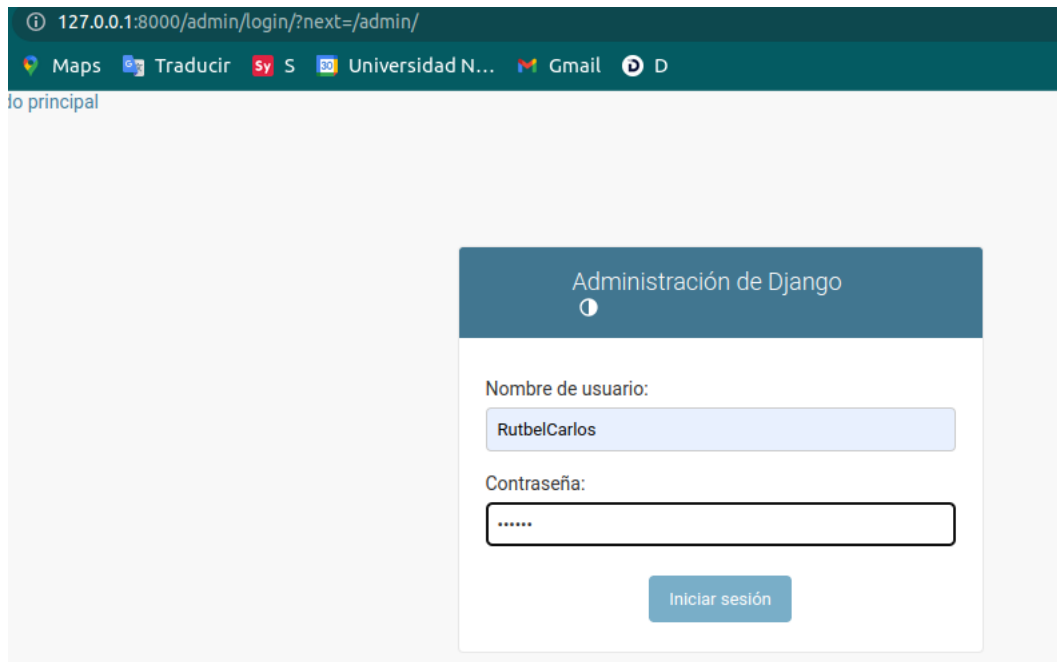 127.0.0.1:8000/admin/login/?next=/admin/
Maps Traducir Sy S 30 Universidad N... Gmail D D
do principal
Administración de Django
Nombre de usuario:
RutbelCarlos
Contraseña:
••••••
Iniciar sesión